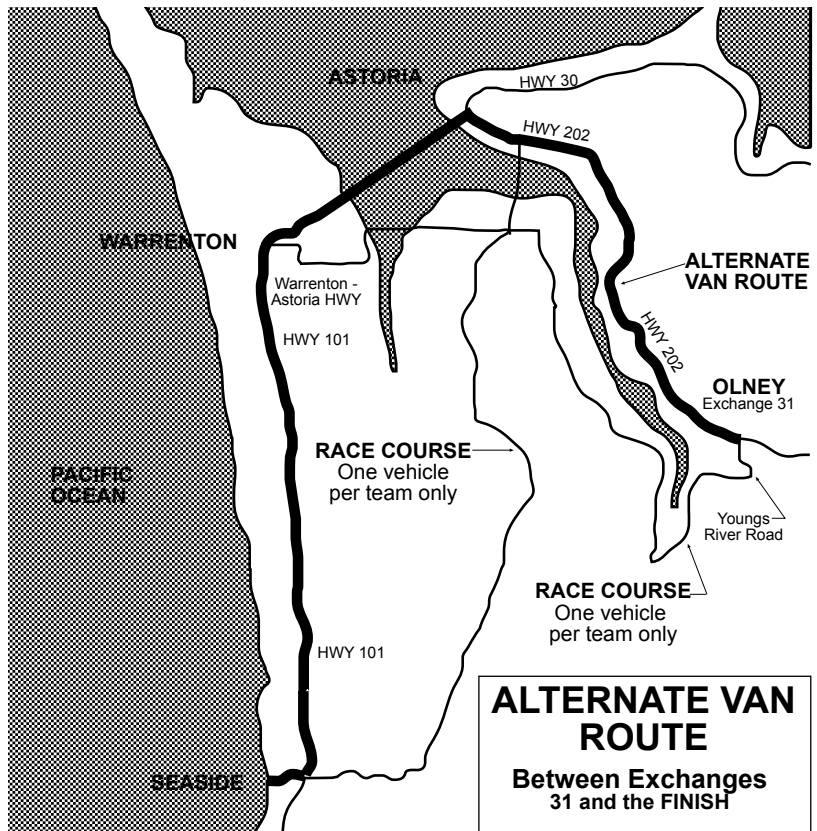 ASTORIA
HWY 30
HWY 202
WARRENTON
ALTERNATE
VAN ROUTE
Warrenton -
Astoria HWY
HWY 101
HWY 202
OLNEY
Exchange 31
RACE COURSE
One vehicle
per team only
PACIFIC
OCEAN
Youngs
River Road
RACE COURSE
One vehicle
per team only
HWY 101
SEASIDE
ALTERNATE VAN
ROUTE
Between Exchanges
31 and the FINISH